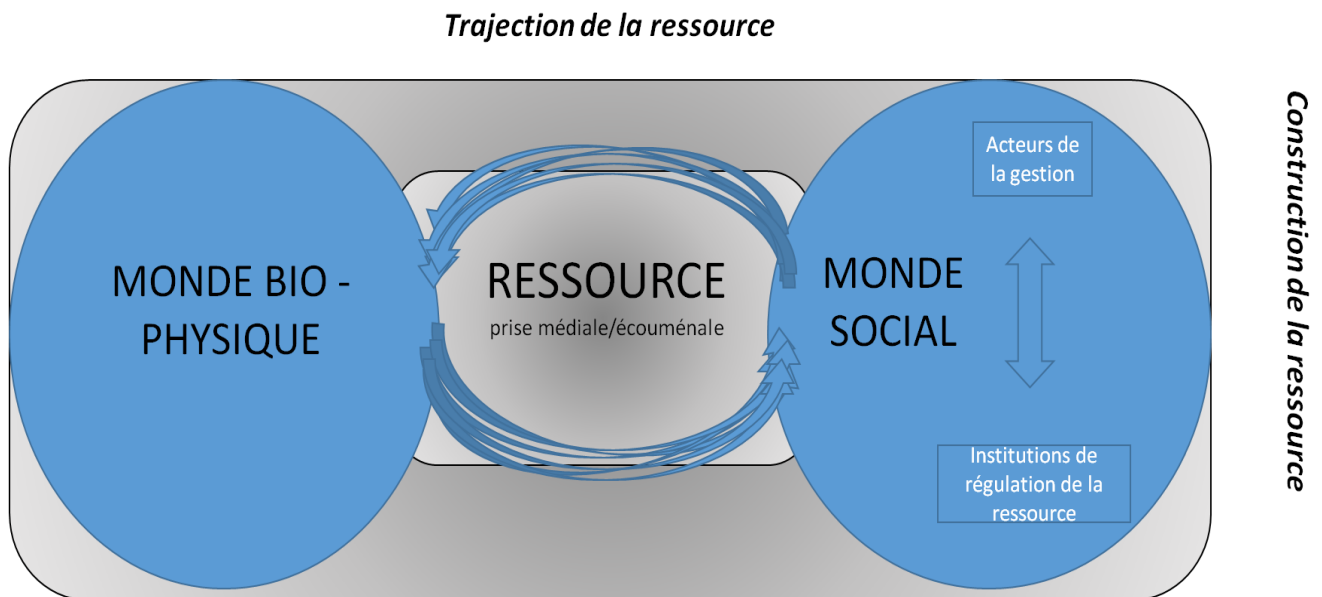 Trajection de la ressource
Acteurs de
la gestion
MONDE BIO -
PHYSIQUE
RESSOURCE
prise médiale/écouménale
MONDE
SOCIAL
Institutions de
régulation de la
ressource
Construction de la ressource